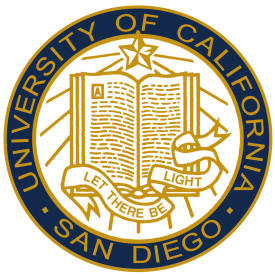 UNIVERSITY OF CALIFORNIA
· SAN DIEGO ·
A
LET THERE BE LIGHT